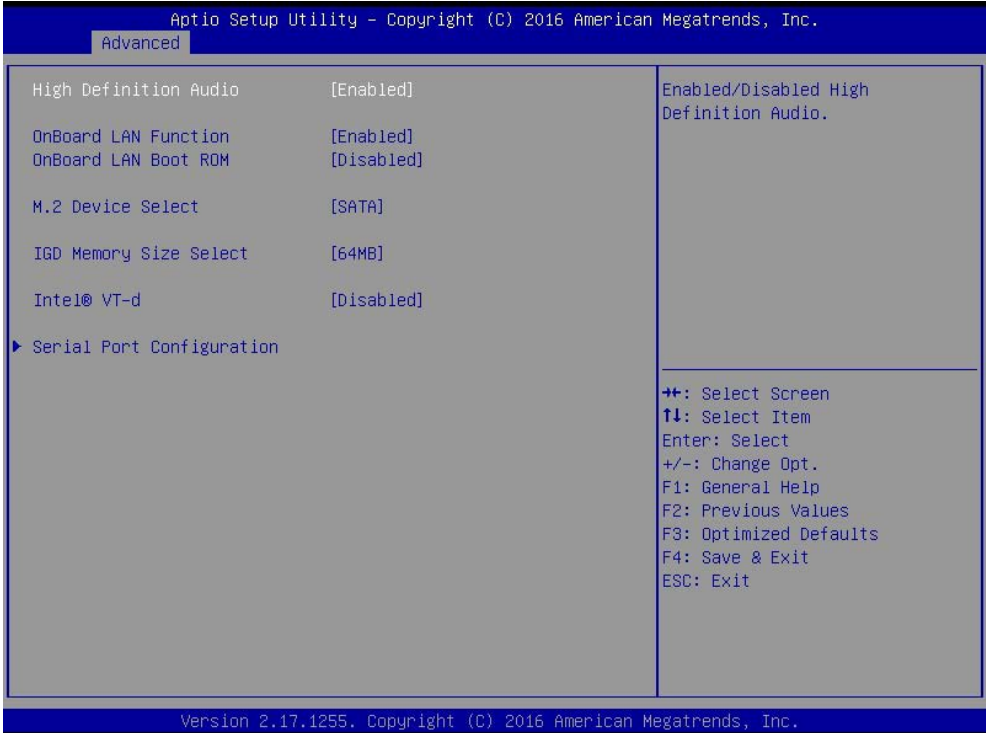 Aptio Setup Utility – Copyright (C) 2016 American Megatrends, Inc.
Advanced
High Definition Audio [Enabled]
OnBoard LAN Function [Enabled]
OnBoard LAN Boot ROM [Disabled]
M.2 Device Select [SATA]
IGD Memory Size Select [64MB]
Intel® VT-d [Disabled]
Serial Port Configuration
Enabled/Disabled High
Definition Audio.
→←: Select Screen
↑↓: Select Item
Enter: Select
+/-: Change Opt.
F1: General Help
F2: Previous Values
F3: Optimized Defaults
F4: Save & Exit
ESC: Exit
Version 2.17.1255. Copyright (C) 2016 American Megatrends, Inc.